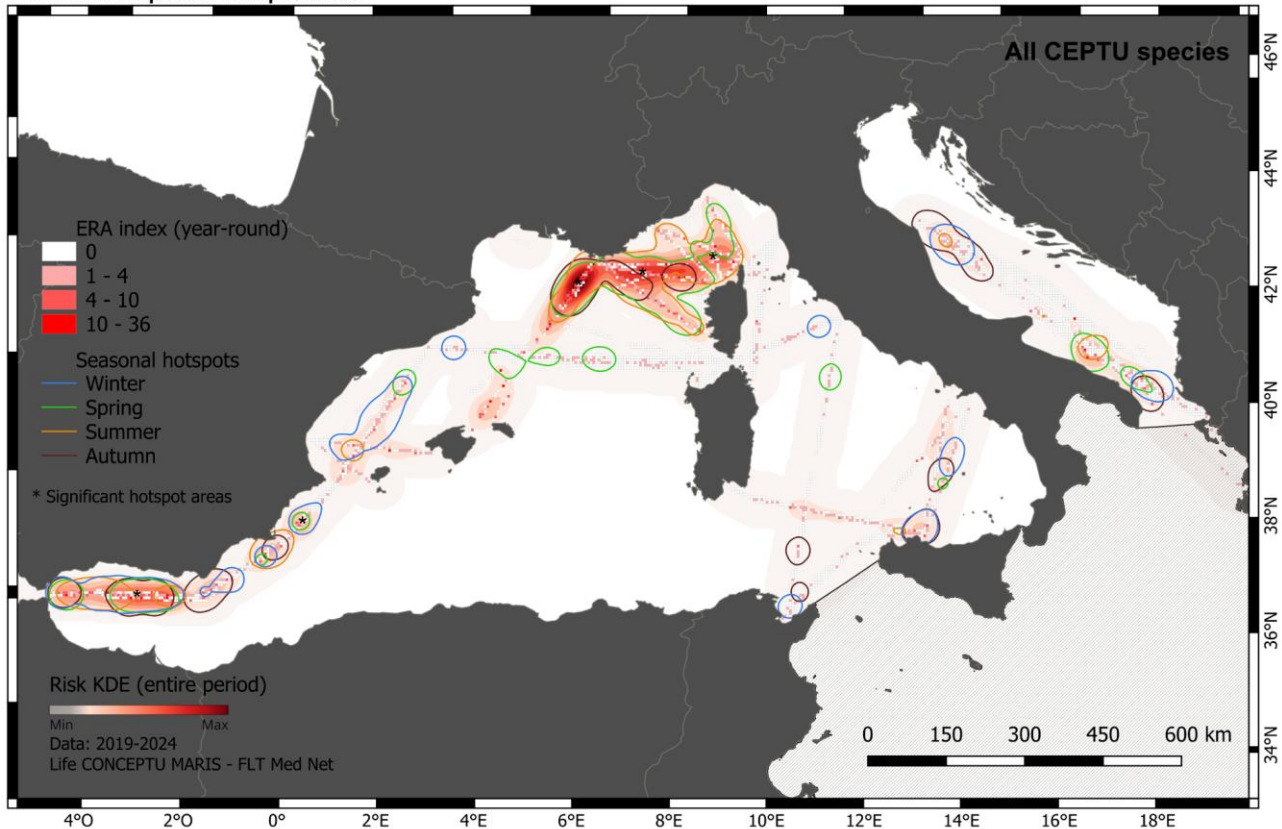 All CEPTU species
ERA index (year-round)
0
1 - 4
4 - 10
10 - 36
Seasonal hotspots
Winter
Spring
Summer
Autumn
* Significant hotspot areas
Risk KDE (entire period)
Min Max
Data: 2019-2024
Life CONCEPTU MARIS - FLT Med Net
0 150 300 450 600 km
46°N
44°N
42°N
40°N
38°N
36°N
34°N
4°O 2°O 0° 2°E 4°E 6°E 8°E 10°E 12°E 14°E 16°E 18°E